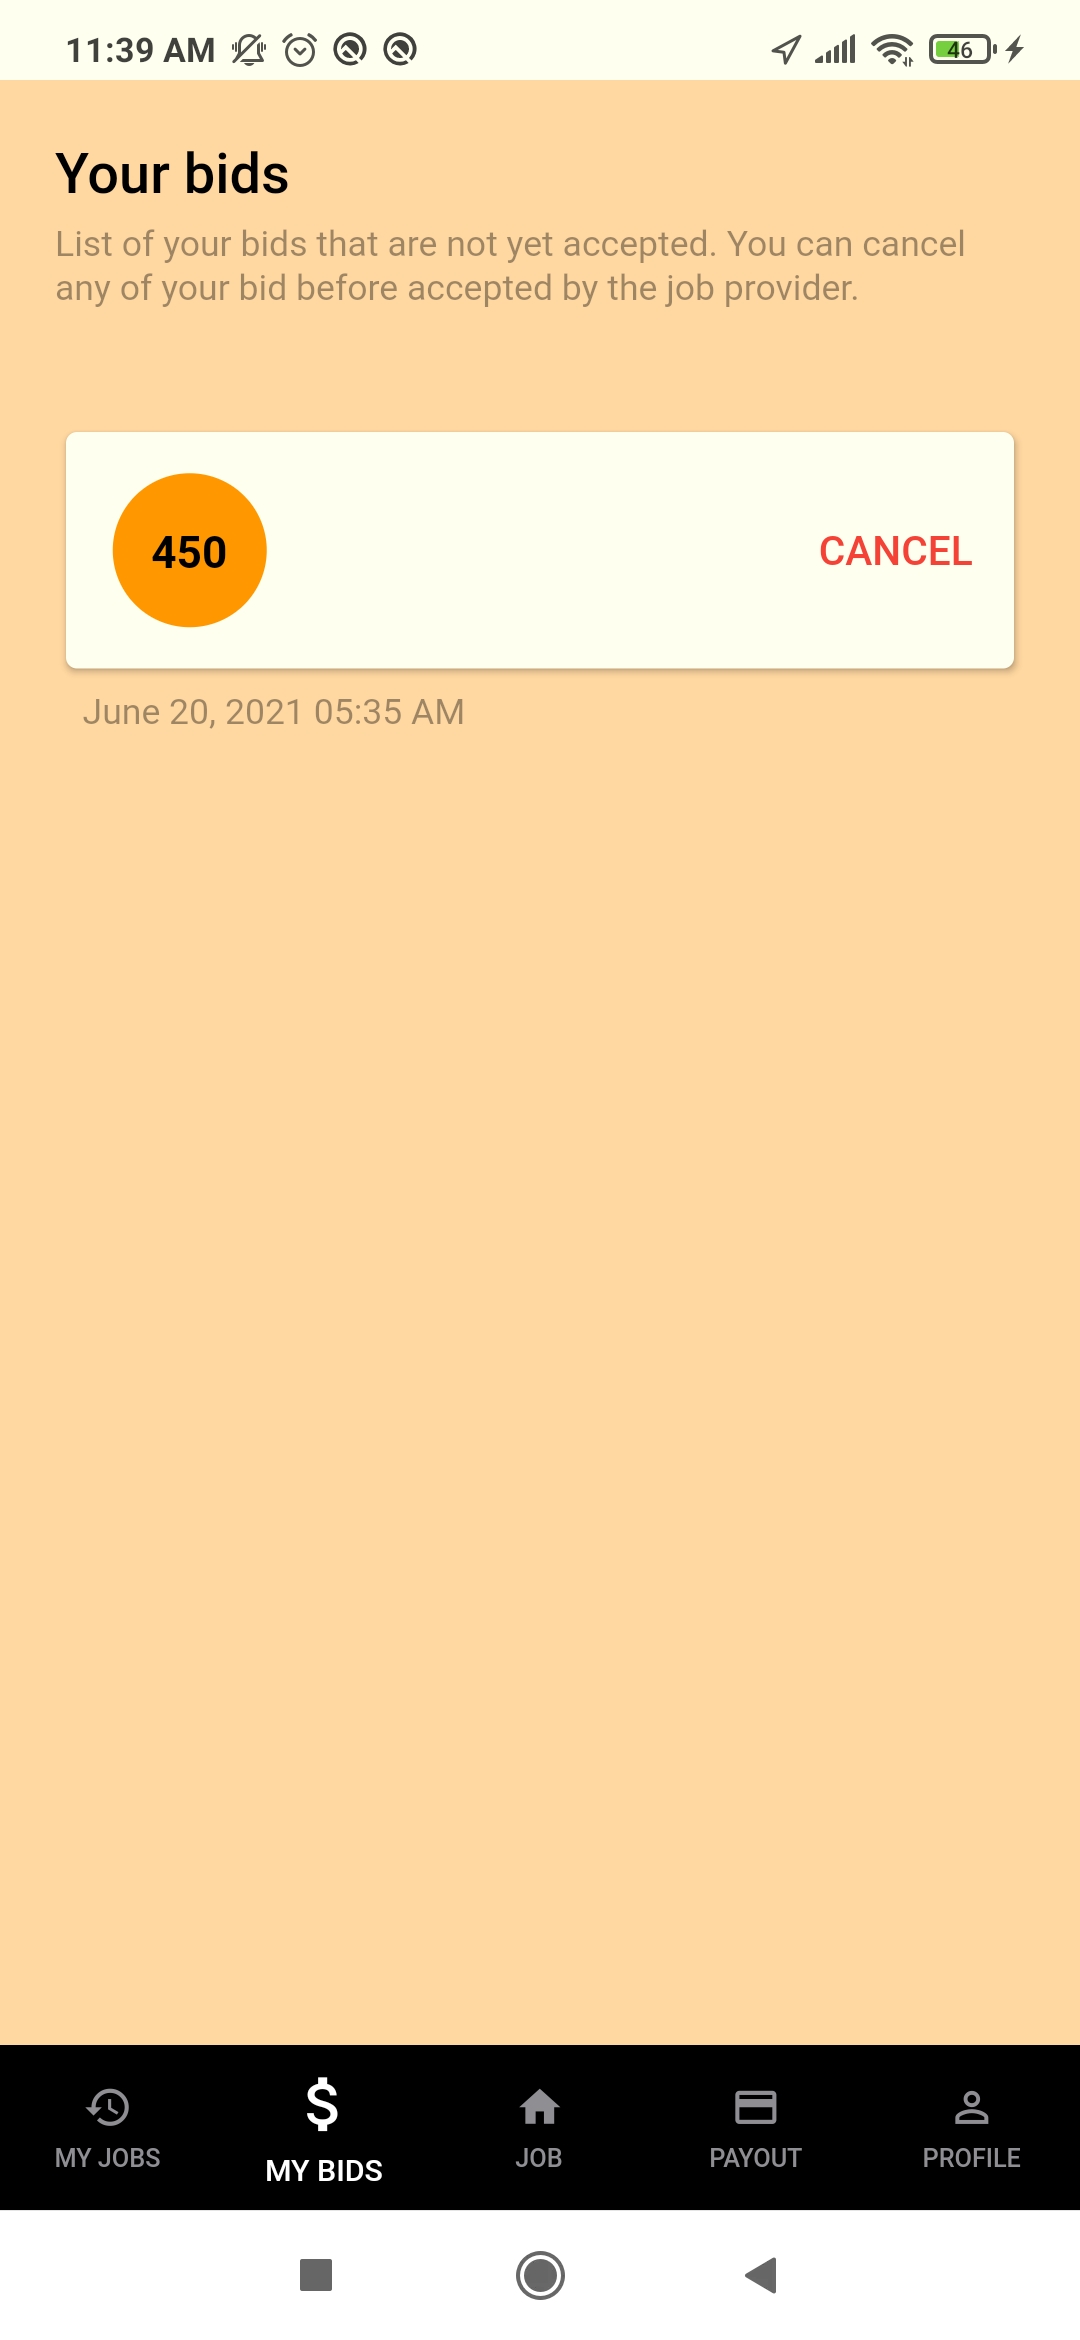 11:39 AM
46
Your bids
List of your bids that are not yet accepted. You can cancel
any of your bid before accepted by the job provider.
450
CANCEL
June 20, 2021 05:35 AM
MY JOBS
MY BIDS
JOB
PAYOUT
PROFILE